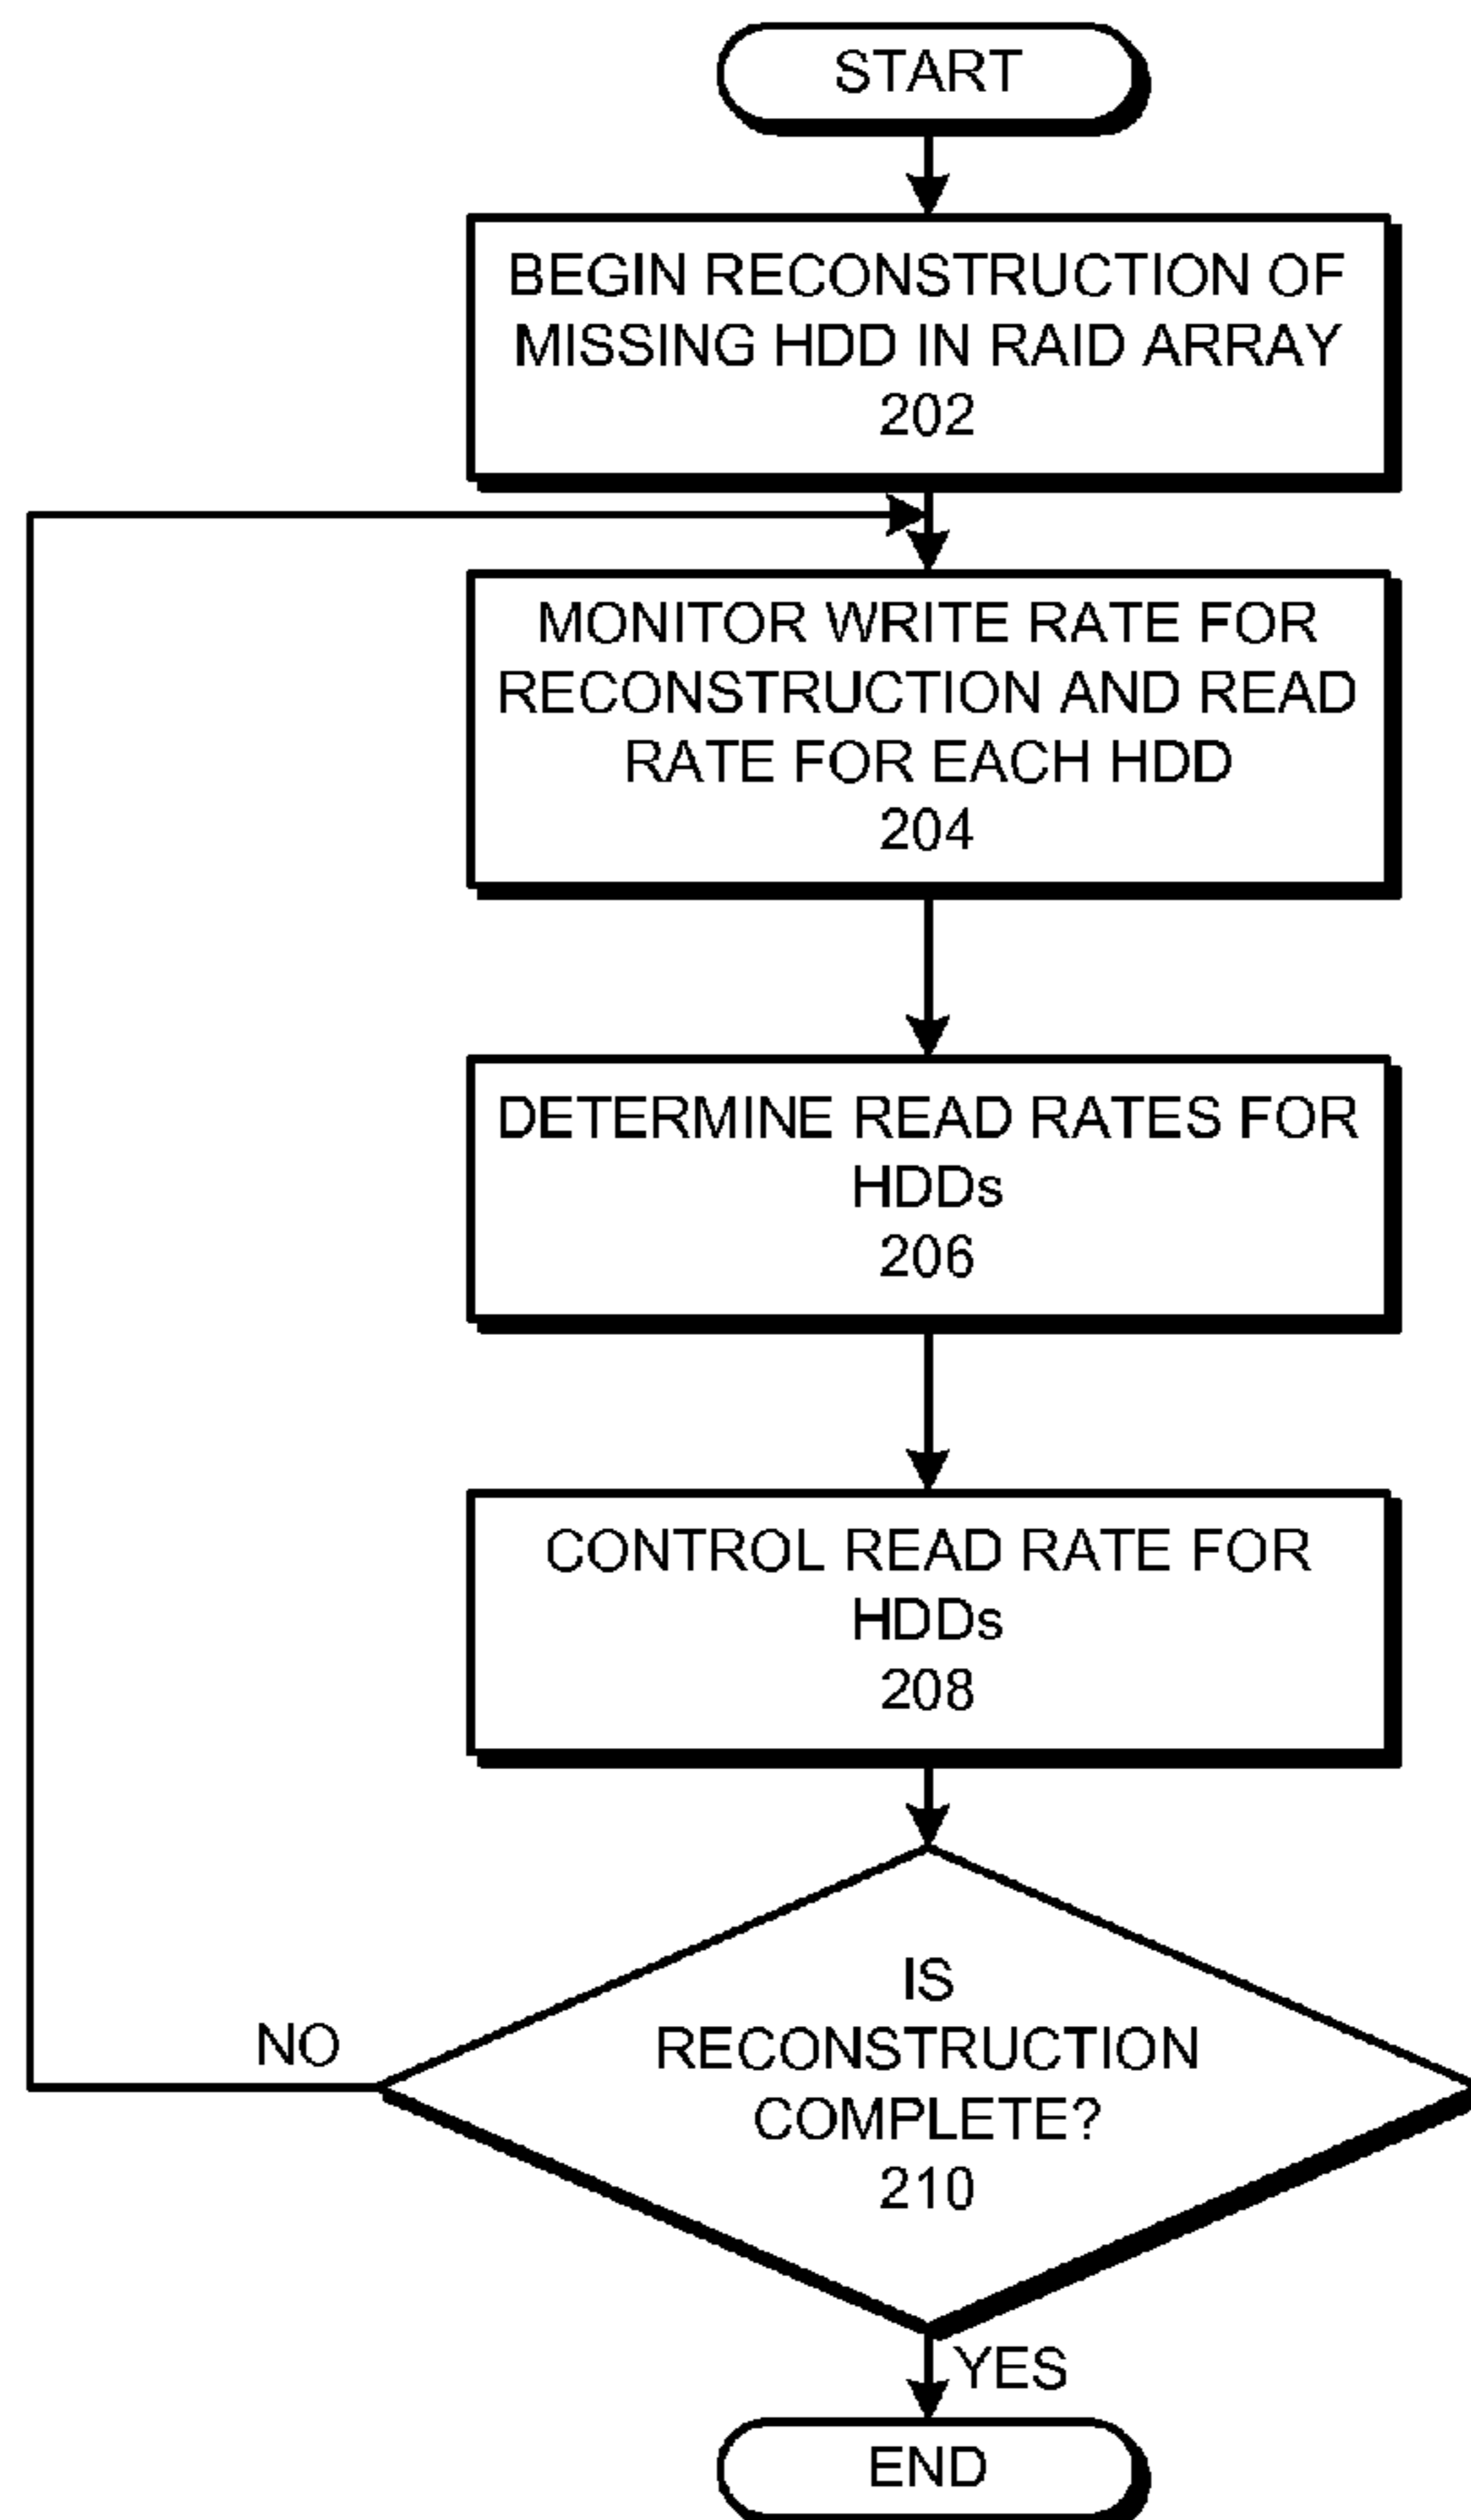 START
BEGIN RECONSTRUCTION OF
MISSING HDD IN RAID ARRAY
202
MONITOR WRITE RATE FOR
RECONSTRUCTION AND READ
RATE FOR EACH HDD
204
DETERMINE READ RATES FOR
HDDs
206
CONTROL READ RATE FOR
HDDs
208
IS
RECONSTRUCTION
COMPLETE?
210
NO
YES
END